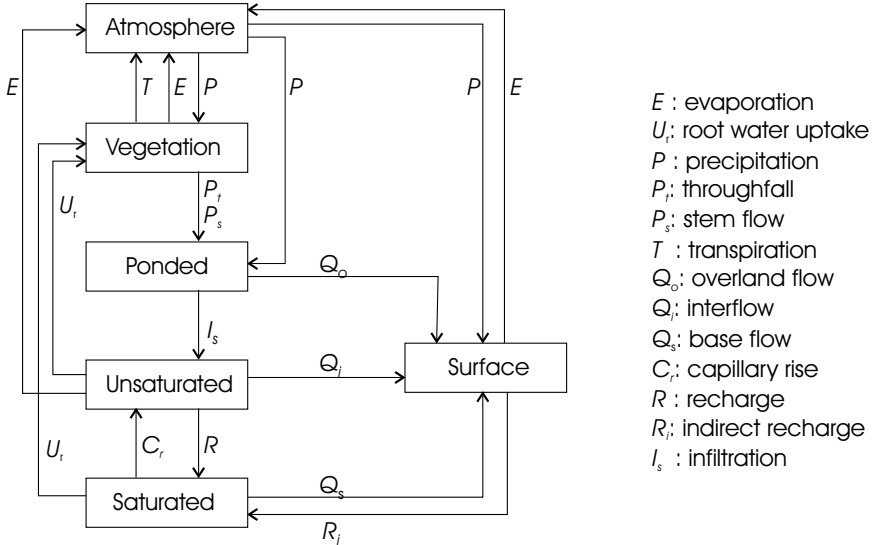 Atmosphere
E
T
E
P
P
P
E
Vegetation
U_r
P_t
P_s
Ponded
Q_o
I_s
Unsaturated
Q_i
Surface
U_r
C_r
R
Saturated
Q_s
R_i
E : evaporation
U_r: root water uptake
P : precipitation
P_t: throughfall
P_s: stem flow
T : transpiration
Q_o: overland flow
Q_i: interflow
Q_s: base flow
C_r: capillary rise
R : recharge
R_i: indirect recharge
I_s : infiltration